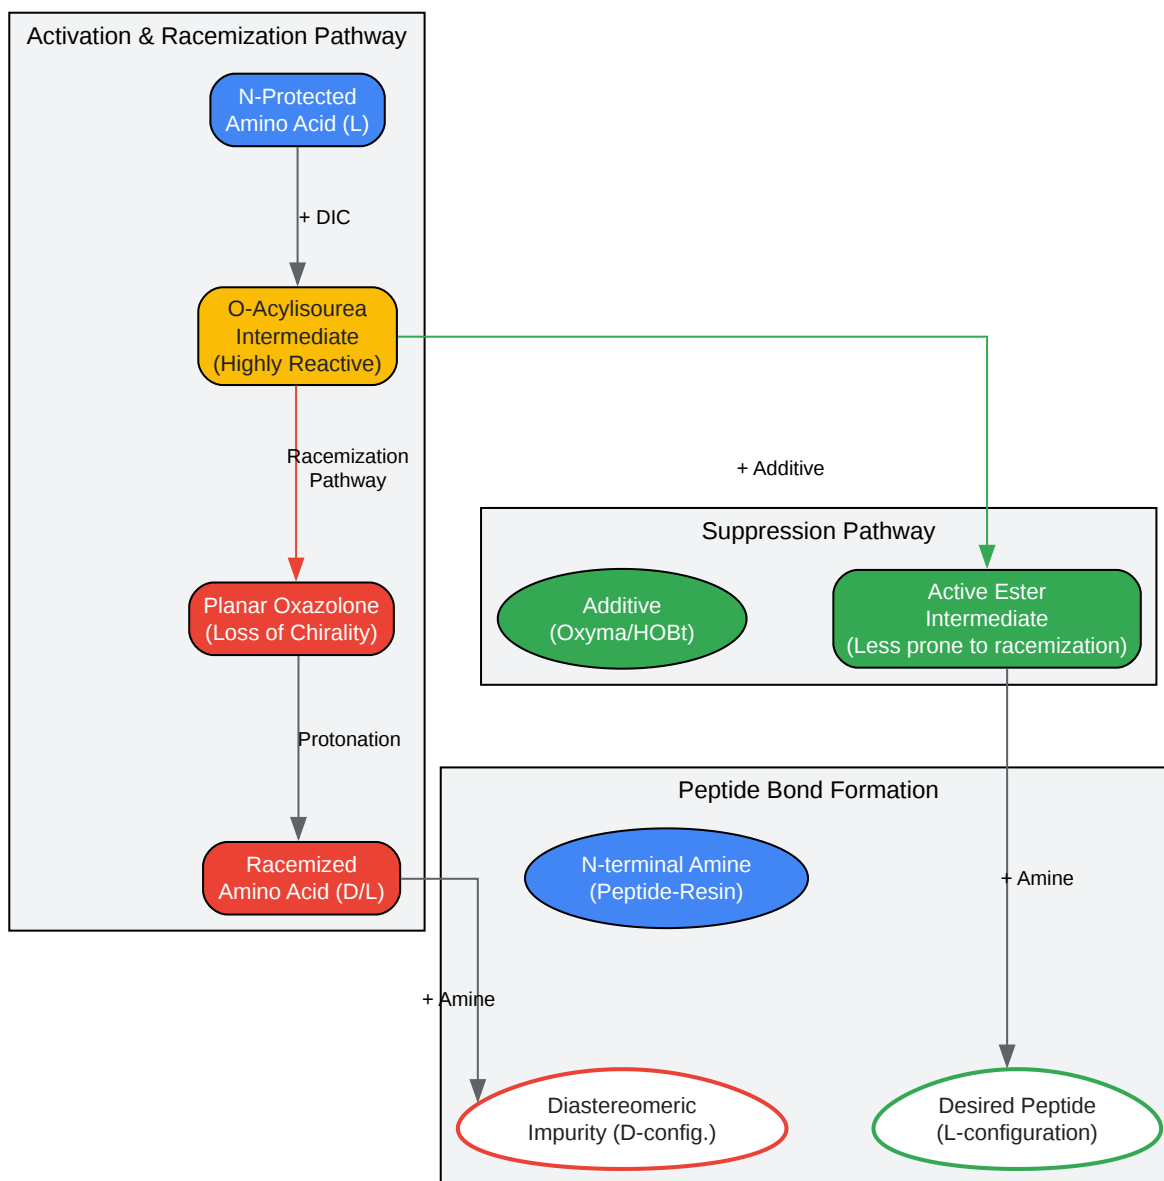 Activation & Racemization Pathway
N-Protected
Amino Acid (L)
+ DIC
O-Acylisourea
Intermediate
(Highly Reactive)
Racemization
Pathway
+ Additive
Suppression Pathway
Additive
(Oxyma/HOBt)
Active Ester
Intermediate
(Less prone to racemization)
Planar Oxazolone
(Loss of Chirality)
Protonation
Peptide Bond Formation
Racemized
Amino Acid (D/L)
N-terminal Amine
(Peptide-Resin)
+ Amine
+ Amine
Diastereomeric
Impurity (D-config.)
Desired Peptide
(L-configuration)